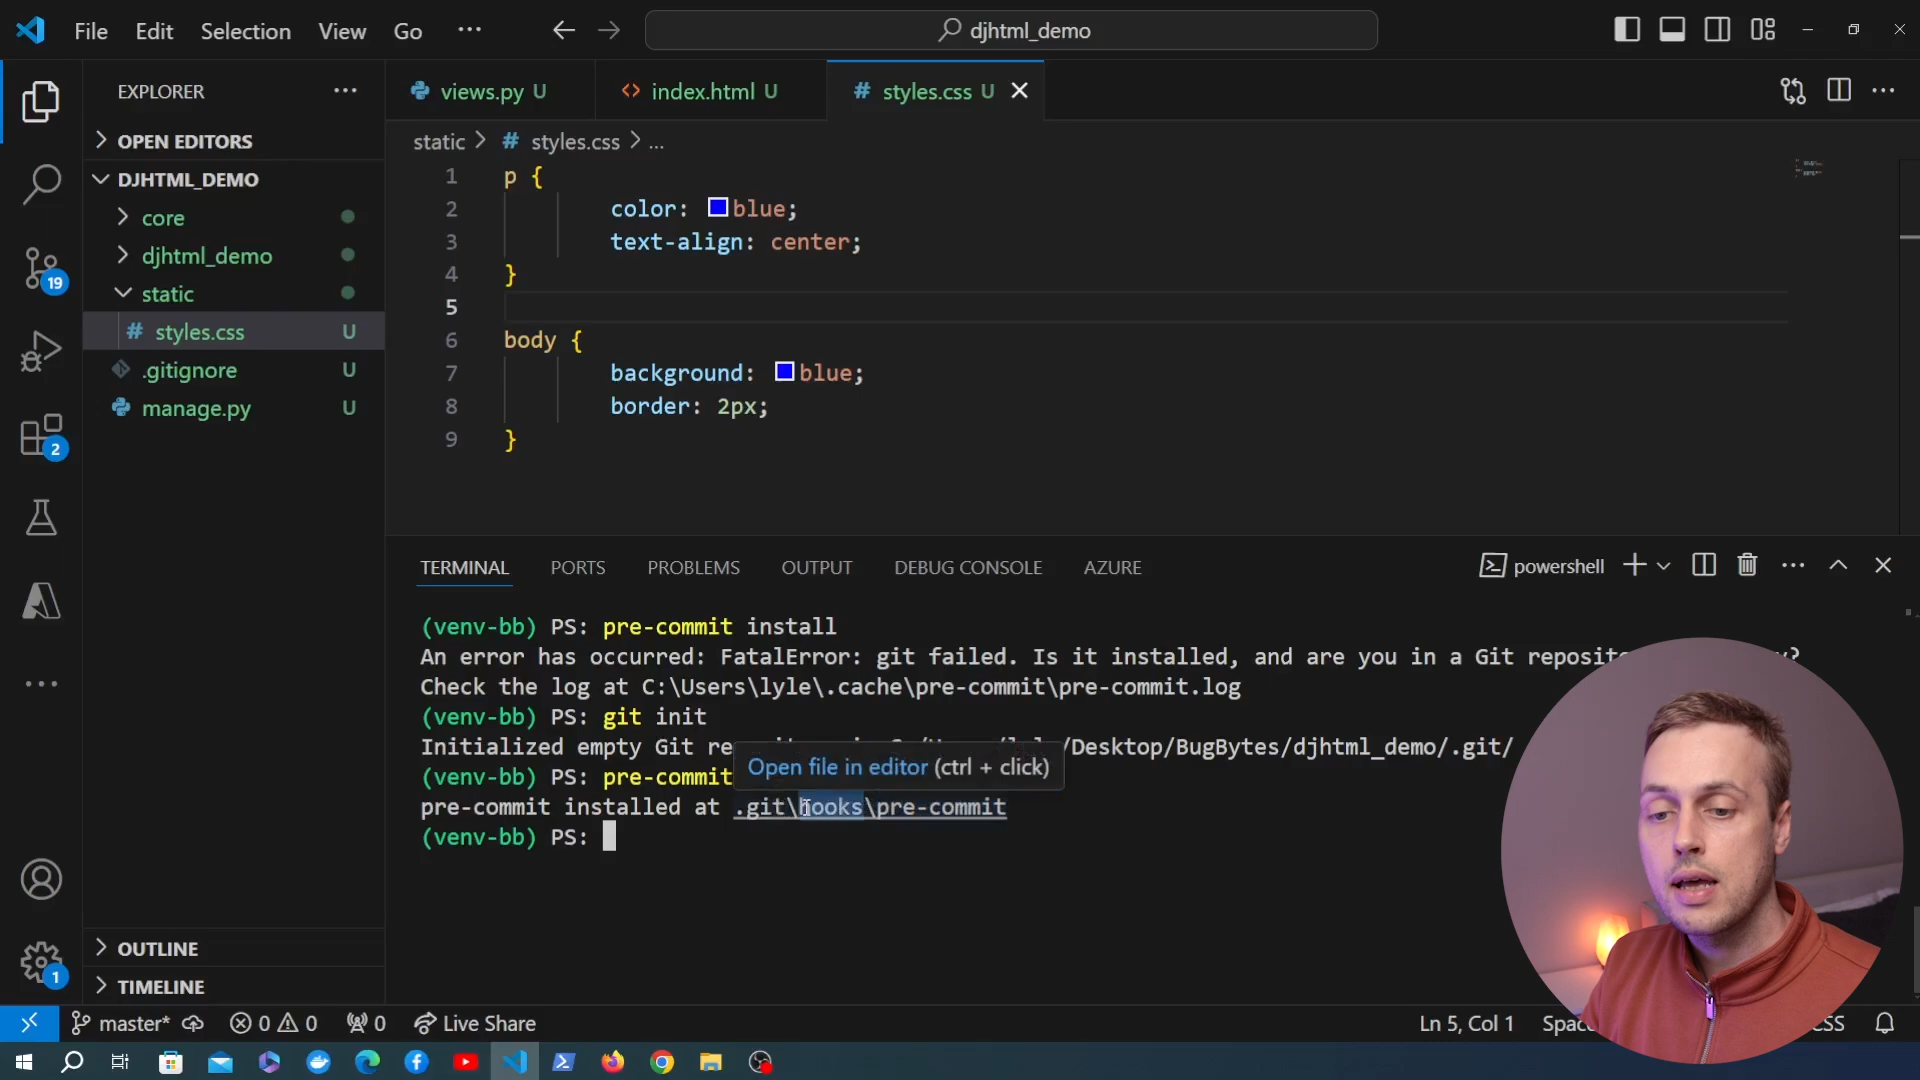 File Edit Selection View Go ...
djhtml_demo
EXPLORER
OPEN EDITORS
DJHTML_DEMO
core
djhtml_demo
static
styles.css U
.gitignore U
manage.py U
OUTLINE
TIMELINE
19
2
1
views.py U
index.html U
styles.css U
static > styles.css > ...
1 p {
2 color: blue;
3 text-align: center;
4 }
5
6 body {
7 background: blue;
8 border: 2px;
9 }
TERMINAL PORTS PROBLEMS OUTPUT DEBUG CONSOLE AZURE
powershell
(venv-bb) PS: pre-commit install
An error has occurred: FatalError: git failed. Is it installed, and are you in a Git
Check the log at C:\Users\lyle\.cache\pre-commit\pre-commit.log
(venv-bb) PS: git init
Initialized empty Git /Desktop/BugBytes/djhtml_demo/.git/
Open file in editor (ctrl + click)
(venv-bb) PS: pre-commit
pre-commit installed at .git\hooks\pre-commit
(venv-bb) PS:
master* 0 0 0 Live Share
Ln 5, Col 1